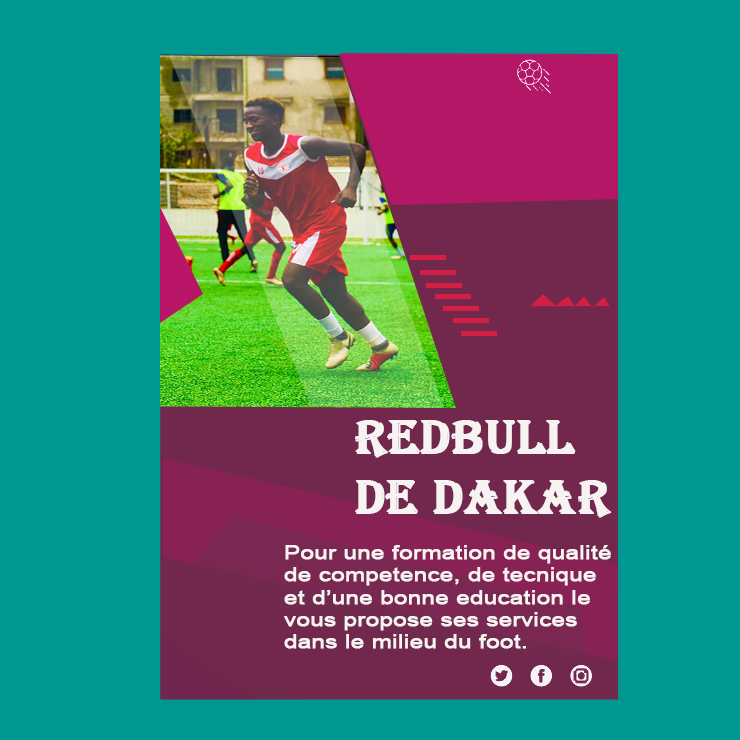 REDBULL
DE DAKAR
Pour une formation de qualité
de competence, de tecnique
et d'une bonne education le
vous propose ses services
dans le milieu du foot.